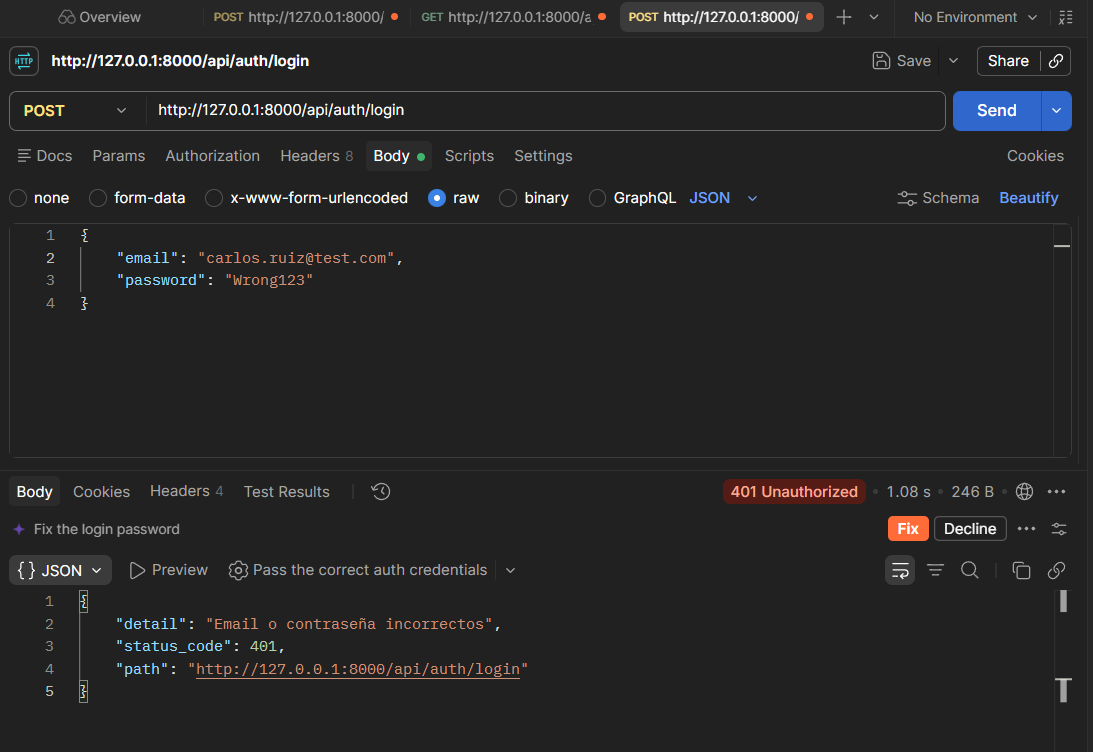 Overview POST http://127.0.0.1:8000/ GET http://127.0.0.1:8000/a POST http://127.0.0.1:8000/ No Environment
HTTP http://127.0.0.1:8000/api/auth/login Save Share
POST http://127.0.0.1:8000/api/auth/login Send
Docs Params Authorization Headers 8 Body Scripts Settings Cookies
none form-data x-www-form-urlencoded raw binary GraphQL JSON Schema Beautify
1 {
2 "email": "carlos.ruiz@test.com",
3 "password": "Wrong123"
4 }
Body Cookies Headers 4 Test Results 401 Unauthorized 1.08 s 246 B
Fix the login password Fix Decline
{} JSON Preview Pass the correct auth credentials
1 {
2 "detail": "Email o contraseña incorrectos",
3 "status_code": 401,
4 "path": "http://127.0.0.1:8000/api/auth/login"
5 }